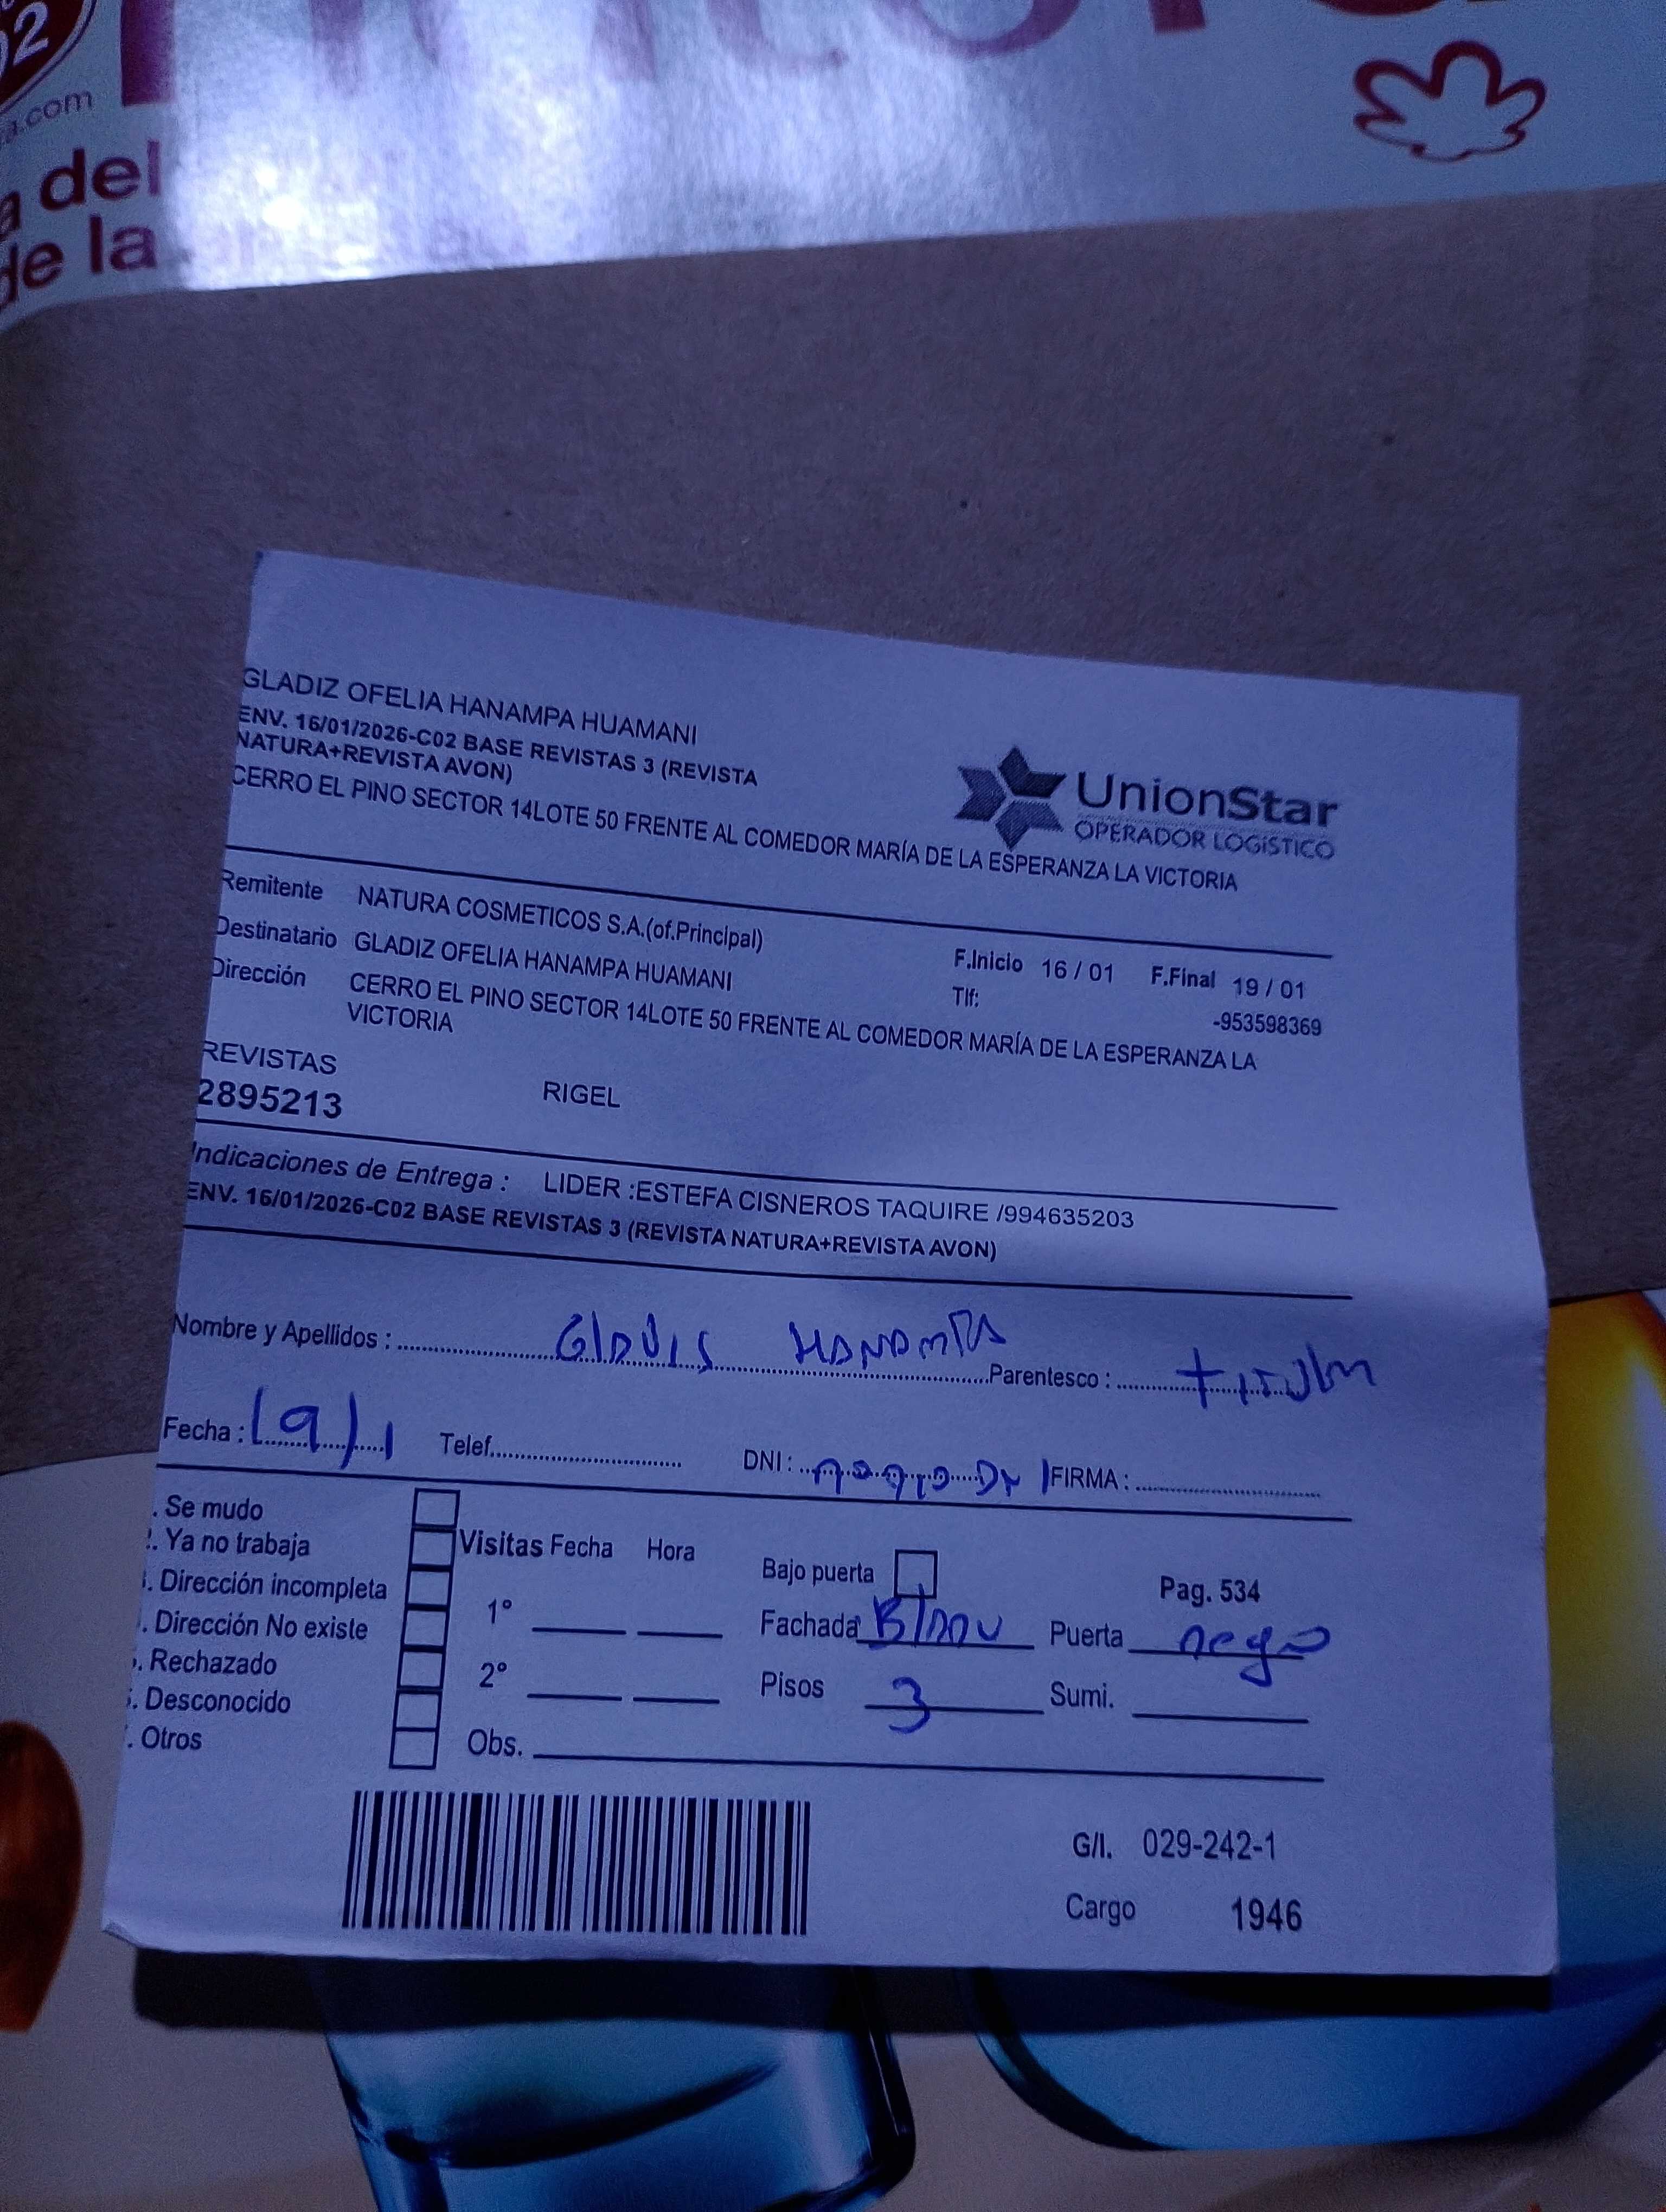 02
a.com
a del
de la
GLADIZ OFELIA HANAMPA HUAMANI
ENV. 16/01/2026-C02 BASE REVISTAS 3 (REVISTA
NATURA+REVISTA AVON)
CERRO EL PINO SECTOR 14LOTE 50 FRENTE AL COMEDOR MARÍA DE LA ESPERANZA LA VICTORIA
UnionStar
OPERADOR LOGÍSTICO
Remitente NATURA COSMETICOS S.A.(of.Principal)
F.Inicio 16 / 01 F.Final 19 / 01
Destinatario GLADIZ OFELIA HANAMPA HUAMANI
Tlf: -953598369
Dirección CERRO EL PINO SECTOR 14LOTE 50 FRENTE AL COMEDOR MARÍA DE LA ESPERANZA LA
VICTORIA
REVISTAS
2895213 RIGEL
Indicaciones de Entrega : LIDER :ESTEFA CISNEROS TAQUIRE /994635203
ENV. 16/01/2026-C02 BASE REVISTAS 3 (REVISTA NATURA+REVISTA AVON)
Nombre y Apellidos : Gladis HANAMPA Parentesco : titular
Fecha : 19/1 Telef. DNI : FIRMA :
. Se mudo
. Ya no trabaja
. Dirección incompleta
. Dirección No existe
. Rechazado
. Desconocido
. Otros
Visitas Fecha Hora
1°
2°
Obs.
Bajo puerta Pag. 534
Fachada Puerta negro
Pisos 3 Sumi.
G/I. 029-242-1
Cargo 1946